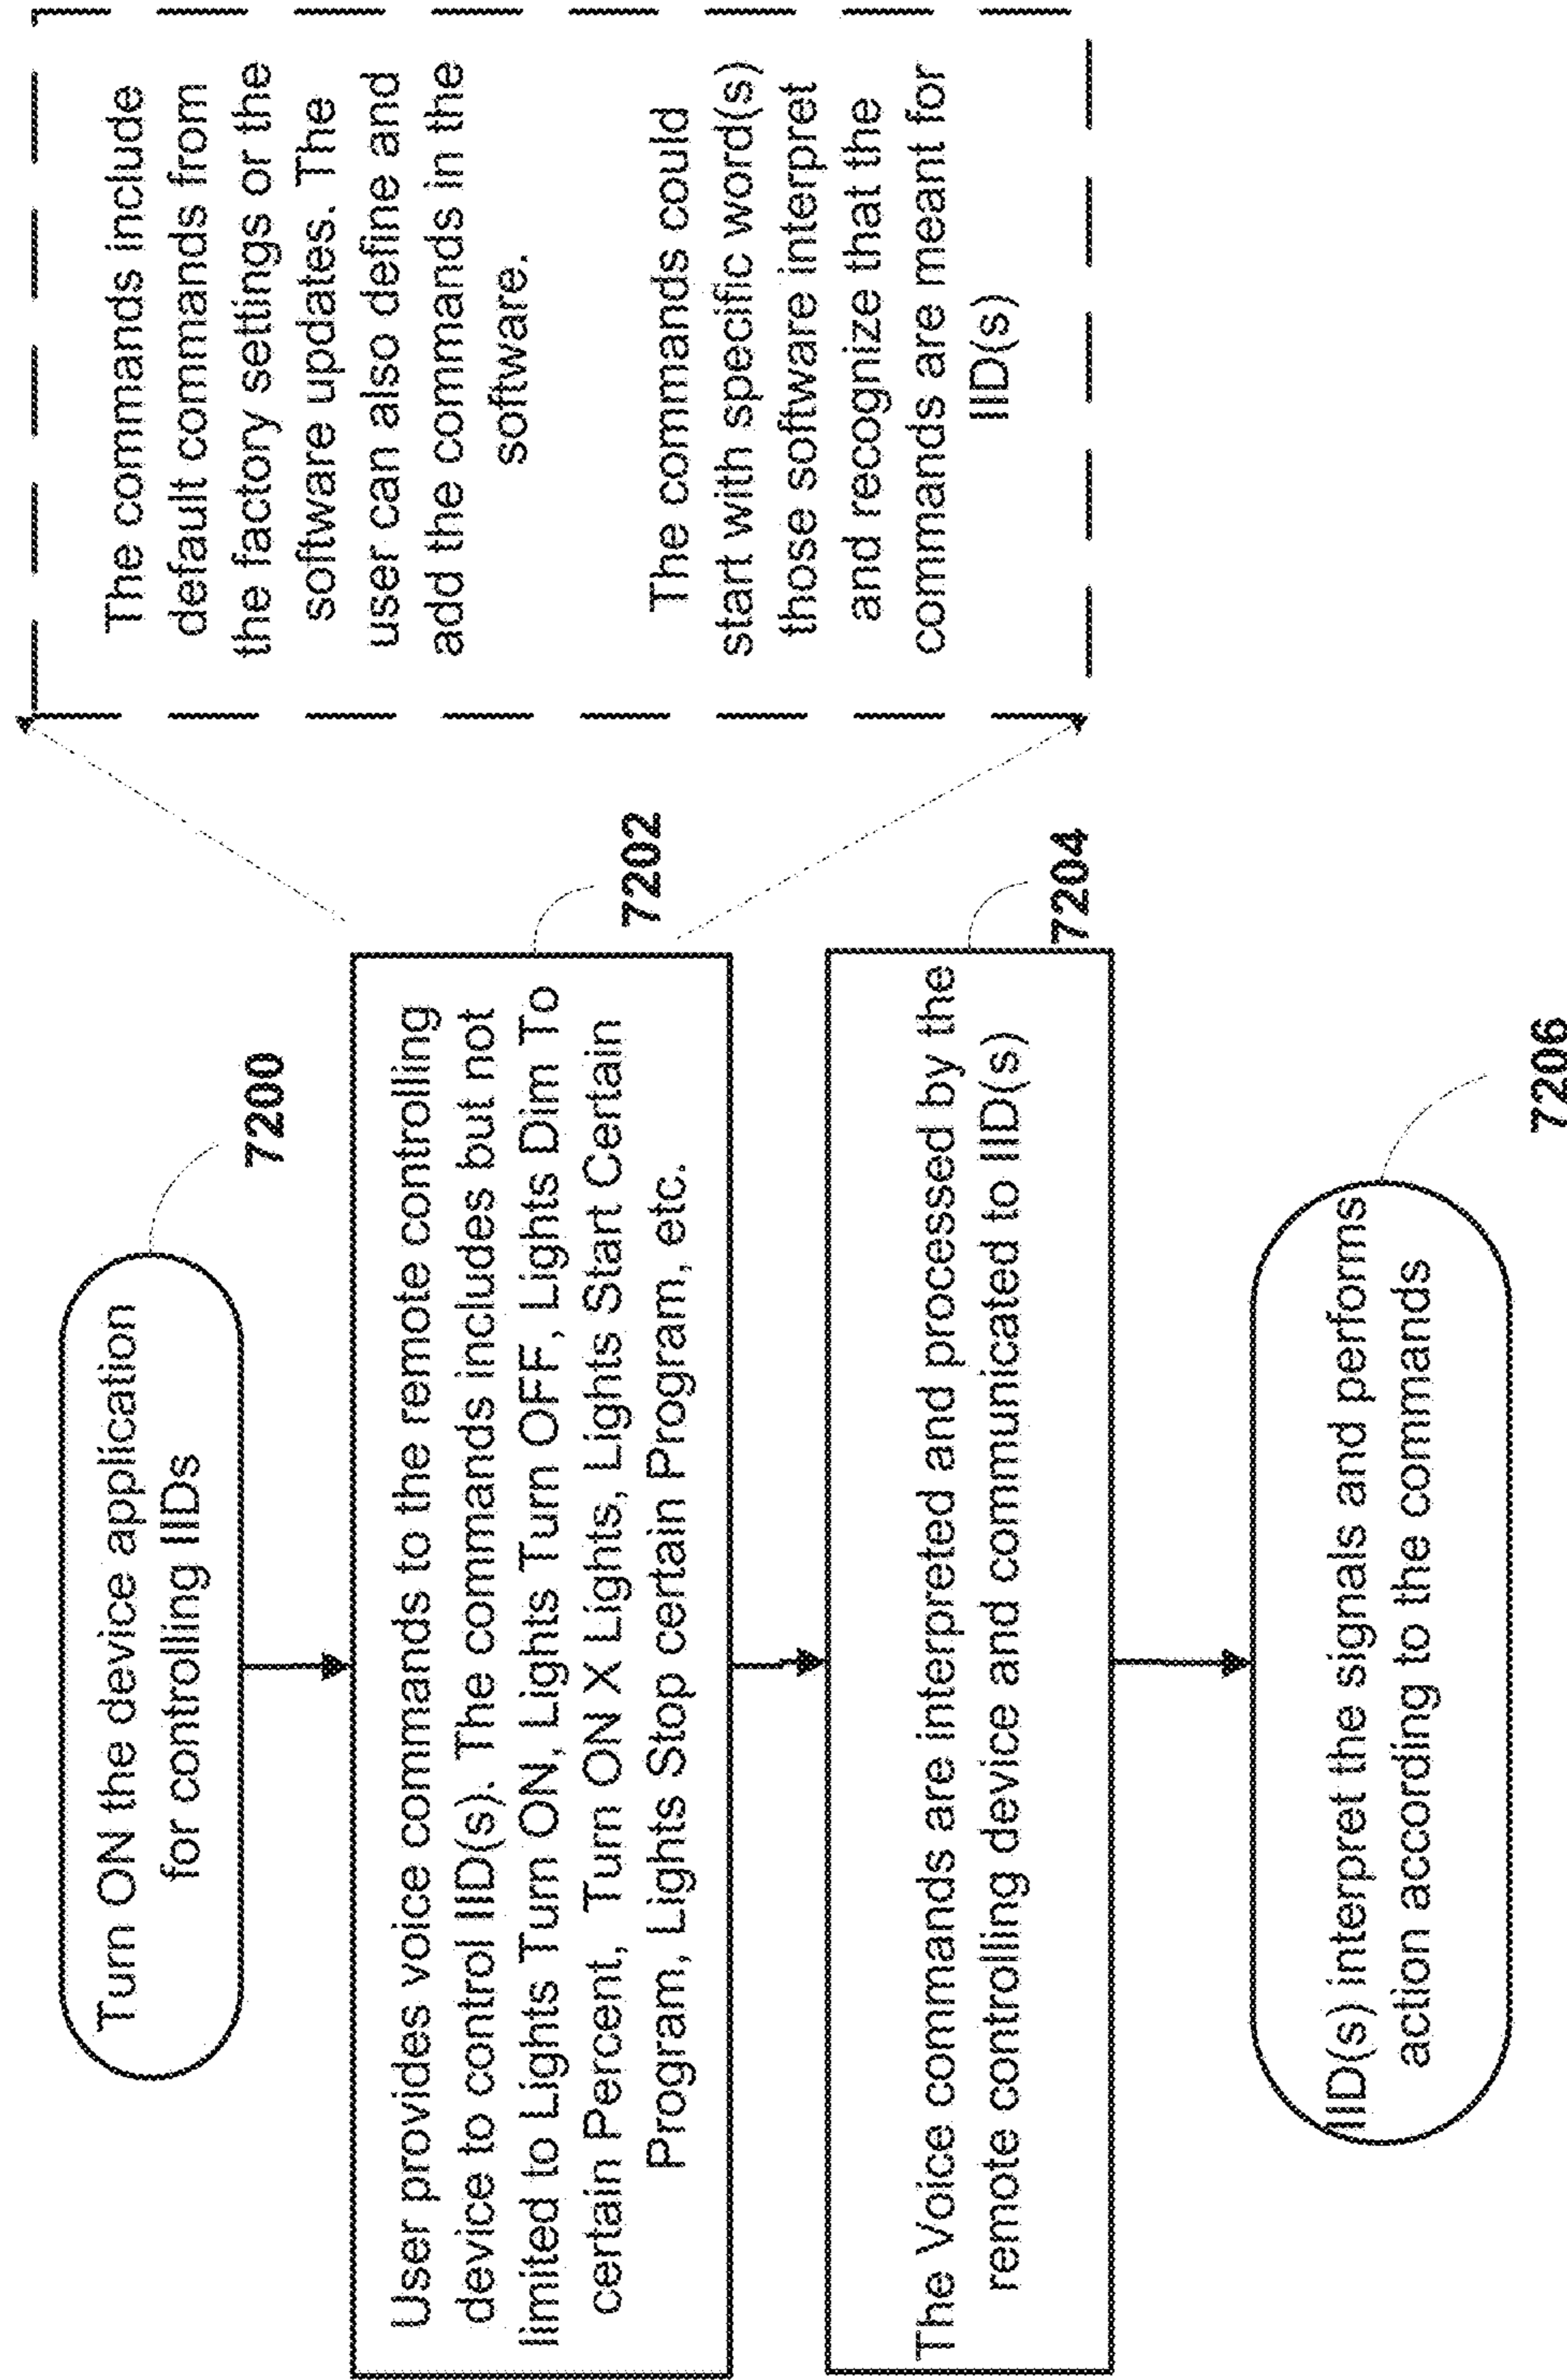 Turn ON the device application
for controlling IIDs
7200
User provides voice commands to the remote controlling
device to control IID(s). The commands includes but not
limited to Lights Turn ON, Lights Turn OFF, Lights Dim To
certain Percent, Turn ON X Lights, Lights Start Certain
Program, Lights Stop certain Program, etc.
7202
The commands include
default commands from
the factory settings or the
software updates. The
user can also define and
add the commands in the
software.
The commands could
start with specific word(s)
those software interpret
and recognize that the
commands are meant for
IID(s)
The Voice commands are interpreted and processed by the
remote controlling device and communicated to IID(s)
7204
IID(s) interpret the signals and performs
action according to the commands
7206